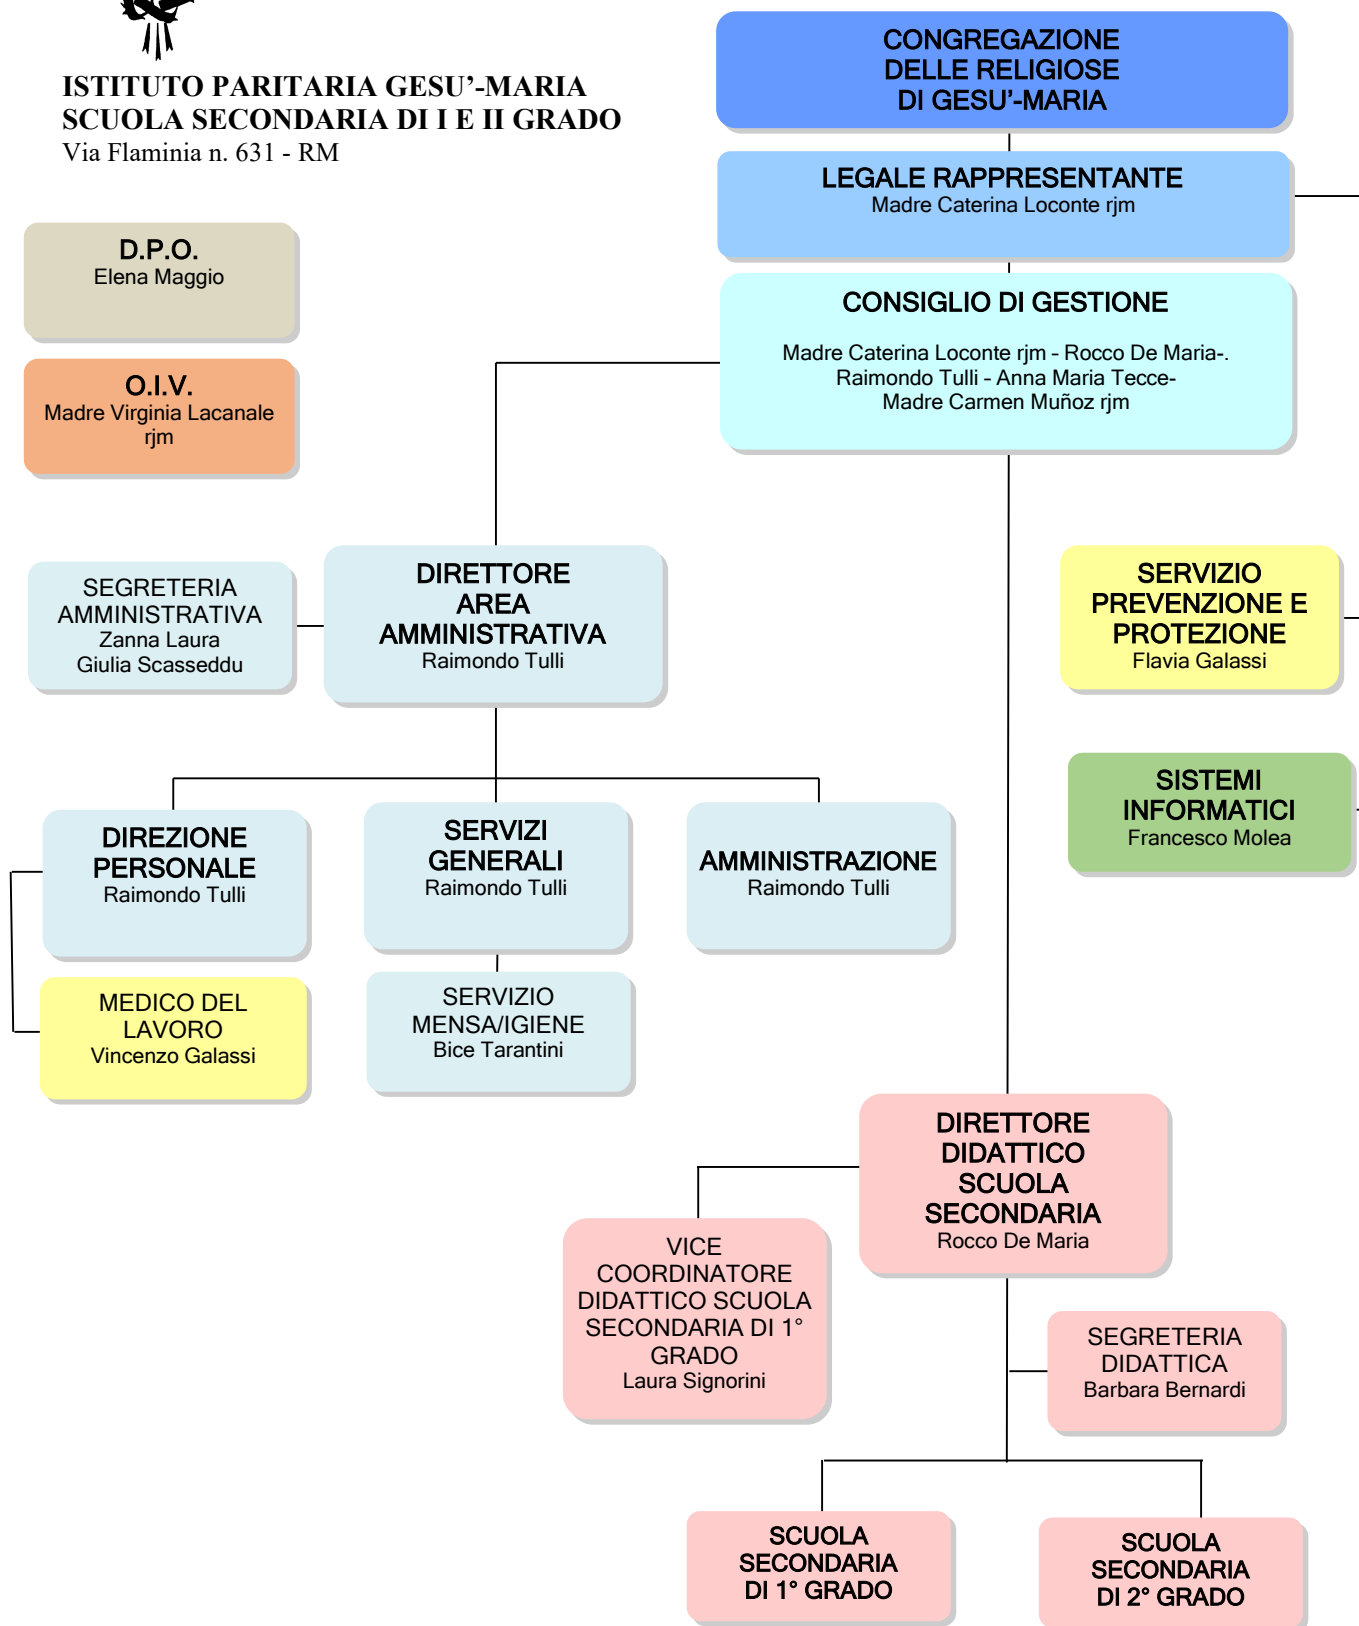 ISTITUTO PARITARIA GESU’-MARIA
SCUOLA SECONDARIA DI I E II GRADO
Via Flaminia n. 631 - RM
CONGREGAZIONE
DELLE RELIGIOSE
DI GESU’-MARIA
LEGALE RAPPRESENTANTE
Madre Caterina Loconte rjm
D.P.O.
Elena Maggio
CONSIGLIO DI GESTIONE
Madre Caterina Loconte rjm – Rocco De Maria-.
Raimondo Tulli – Anna Maria Tecce-
Madre Carmen Muñoz rjm
O.I.V.
Madre Virginia Lacanale
rjm
SEGRETERIA
AMMINISTRATIVA
Zanna Laura
Giulia Scasseddu
DIRETTORE
AREA
AMMINISTRATIVA
Raimondo Tulli
SERVIZIO
PREVENZIONE E
PROTEZIONE
Flavia Galassi
SISTEMI
INFORMATICI
Francesco Molea
DIREZIONE
PERSONALE
Raimondo Tulli
SERVIZI
GENERALI
Raimondo Tulli
AMMINISTRAZIONE
Raimondo Tulli
MEDICO DEL
LAVORO
Vincenzo Galassi
SERVIZIO
MENSA/IGIENE
Bice Tarantini
DIRETTORE
DIDATTICO
SCUOLA
SECONDARIA
Rocco De Maria
VICE
COORDINATORE
DIDATTICO SCUOLA
SECONDARIA DI 1°
GRADO
Laura Signorini
SEGRETERIA
DIDATTICA
Barbara Bernardi
SCUOLA
SECONDARIA
DI 1° GRADO
SCUOLA
SECONDARIA
DI 2° GRADO